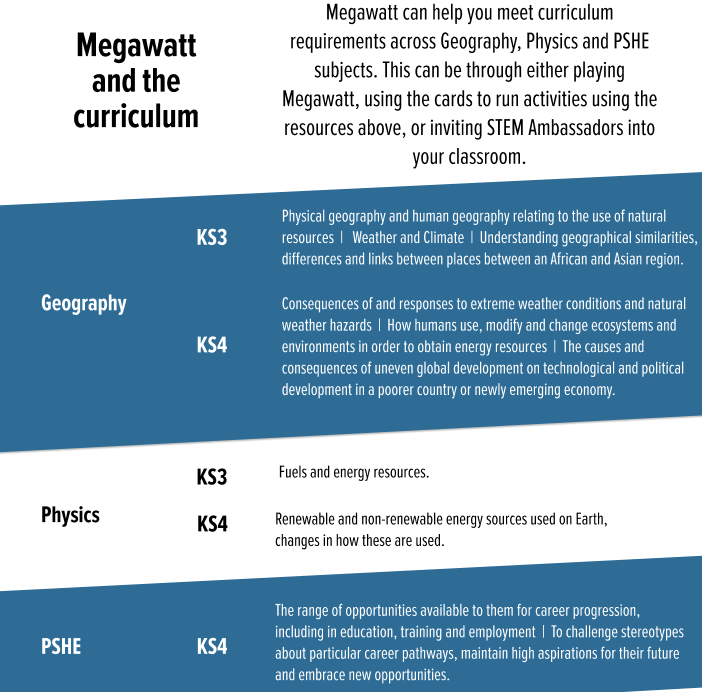 Megawatt
and the
curriculum
Megawatt can help you meet curriculum
requirements across Geography, Physics and PSHE
subjects. This can be through either playing
Megawatt, using the cards to run activities using the
resources above, or inviting STEM Ambassadors into
your classroom.
Geography
KS3
Physical geography and human geography relating to the use of natural
resources | Weather and Climate | Understanding geographical similarities,
differences and links between places between an African and Asian region.
KS4
Consequences of and responses to extreme weather conditions and natural
weather hazards | How humans use, modify and change ecosystems and
environments in order to obtain energy resources | The causes and
consequences of uneven global development on technological and political
development in a poorer country or newly emerging economy.
Physics
KS3
Fuels and energy resources.
KS4
Renewable and non-renewable energy sources used on Earth,
changes in how these are used.
PSHE
KS4
The range of opportunities available to them for career progression,
including in education, training and employment | To challenge stereotypes
about particular career pathways, maintain high aspirations for their future
and embrace new opportunities.